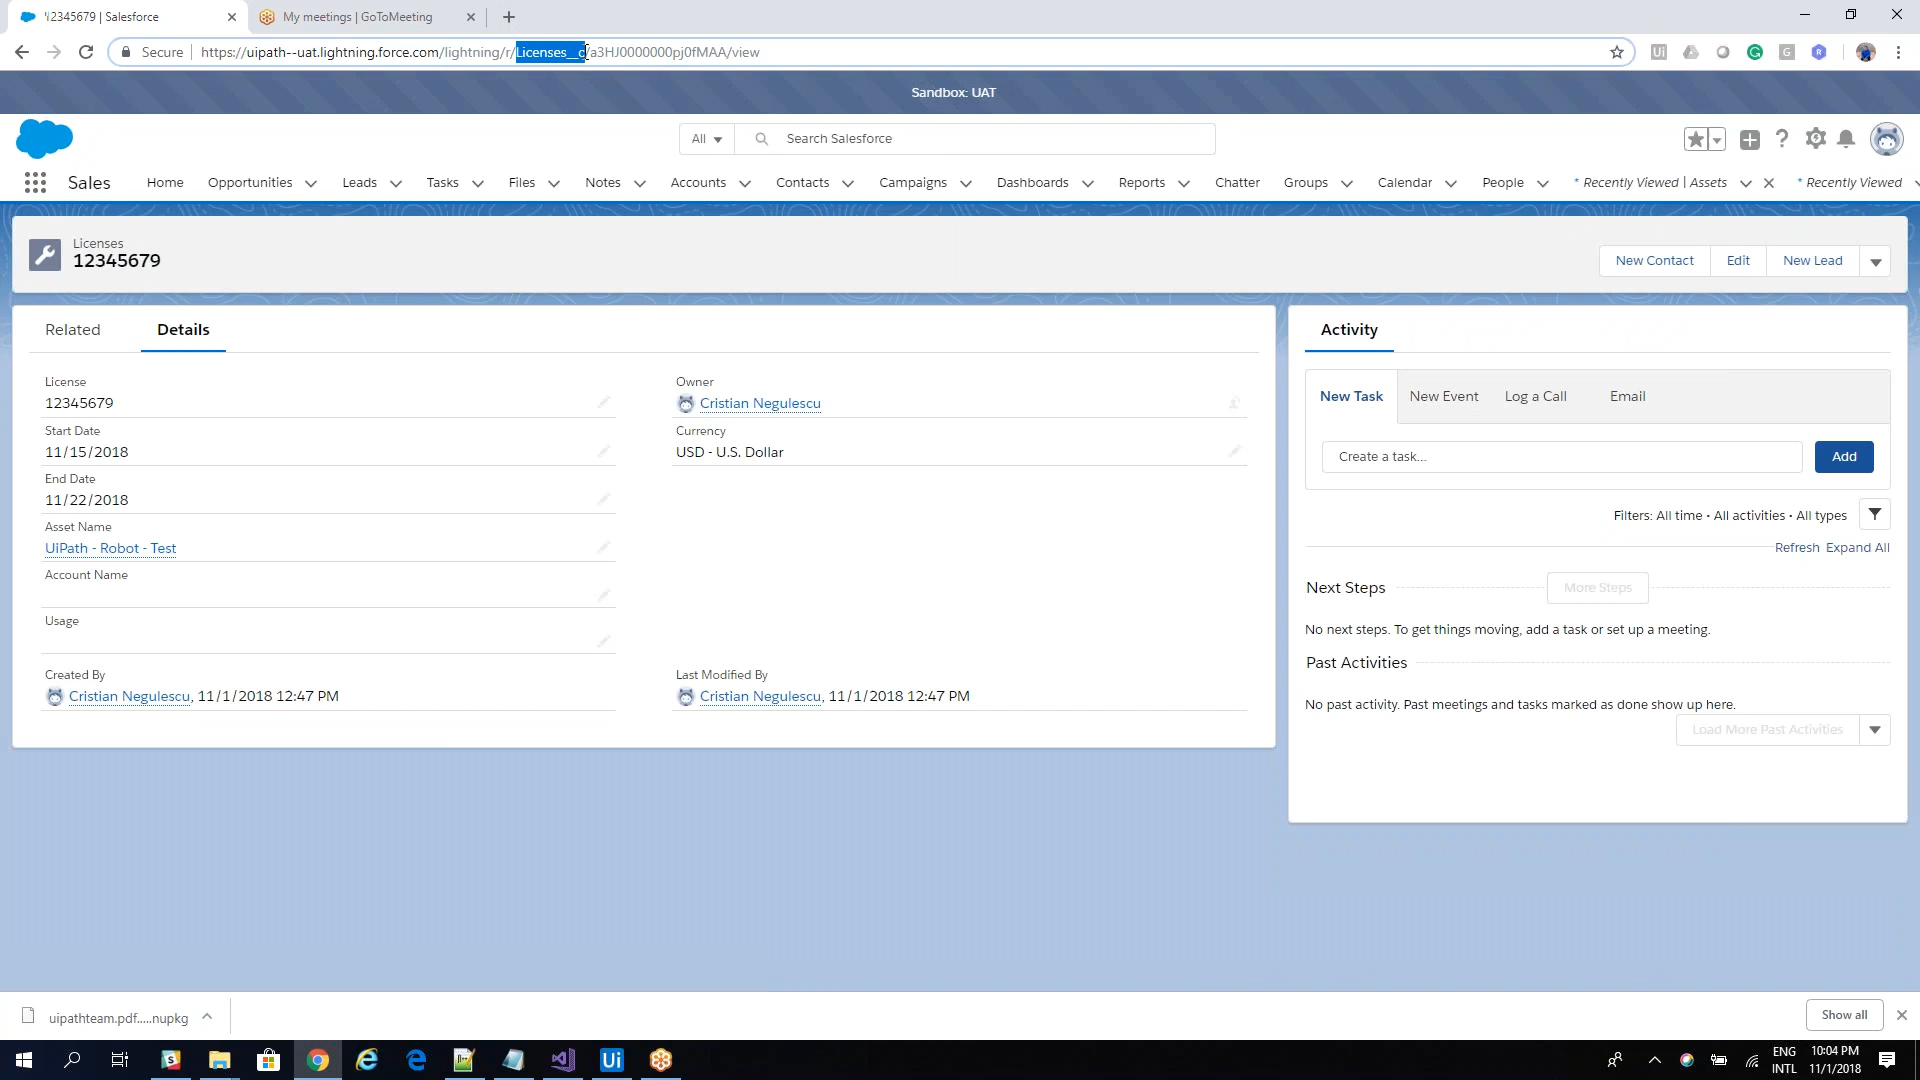 12345679 | Salesforce
My meetings | GoToMeeting
Secure
https://uipath--uat.lightning.force.com/lightning/r/Licenses__c/a3HJ0000000pj0fMAA/view
Sandbox: UAT
All
Search Salesforce
Sales
Home
Opportunities
Leads
Tasks
Files
Notes
Accounts
Contacts
Campaigns
Dashboards
Reports
Chatter
Groups
Calendar
People
* Recently Viewed | Assets
* Recently Viewed
Licenses
12345679
New Contact
Edit
New Lead
Related
Details
License
12345679
Start Date
11/15/2018
End Date
11/22/2018
Asset Name
UiPath - Robot - Test
Account Name
Usage
Created By
Cristian Negulescu, 11/1/2018 12:47 PM
Owner
Cristian Negulescu
Currency
USD - U.S. Dollar
Last Modified By
Cristian Negulescu, 11/1/2018 12:47 PM
Activity
New Task
New Event
Log a Call
Email
Create a task...
Add
Filters: All time • All activities • All types
Refresh
Expand All
Next Steps
More Steps
No next steps. To get things moving, add a task or set up a meeting.
Past Activities
No past activity. Past meetings and tasks marked as done show up here.
Load More Past Activities
uipathteam.pdf.....nupkg
Show all
Ui
ENG
INTL
10:04 PM
11/1/2018